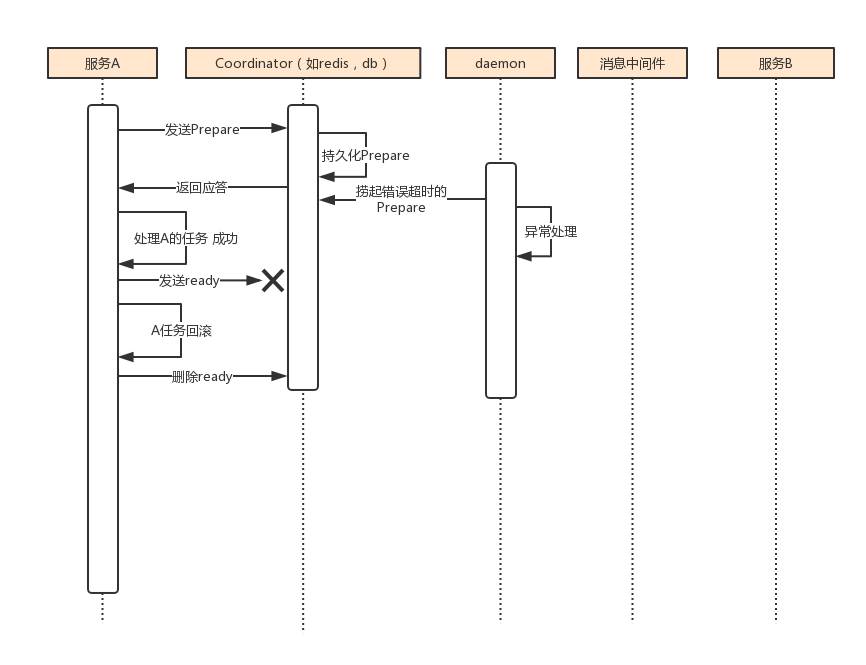 服务A
Coordinator（如redis，db）
daemon
消息中间件
服务B
发送Prepare
持久化Prepare
返回应答
捞起错误超时的
Prepare
处理A的任务 成功
异常处理
发送ready
A任务回滚
删除ready